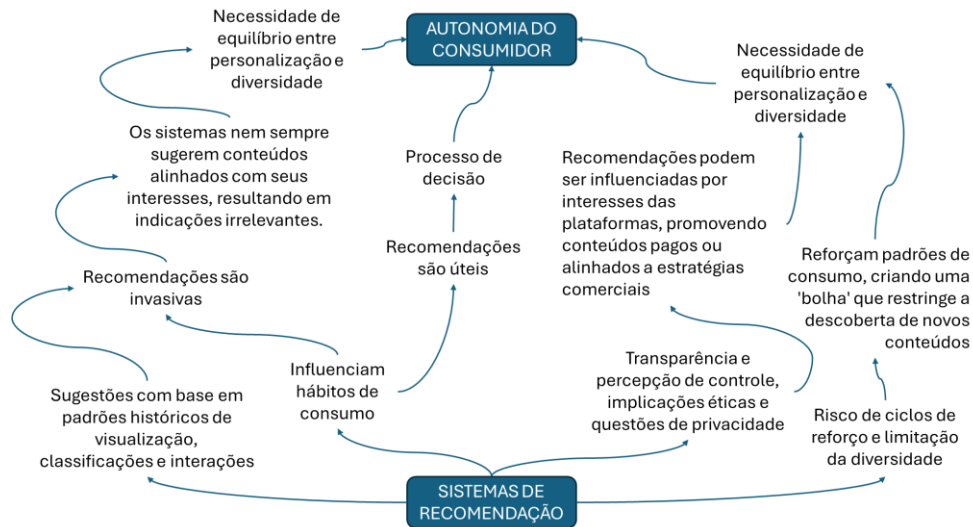 Necessidade de
equilíbrio entre
personalização e
diversidade
AUTONOMIA DO
CONSUMIDOR
Necessidade de
equilíbrio entre
personalização e
diversidade
Os sistemas nem sempre
sugerem conteúdos
alinhados com seus
interesses, resultando em
indicações irrelevantes.
Processo de
decisão
Recomendações podem
ser influenciadas por
interesses das
plataformas, promovendo
conteúdos pagos ou
alinhados a estratégias
comerciais
Recomendações são
invasivas
Recomendações
são úteis
Reforçam padrões de
consumo, criando uma
'bolha' que restringe a
descoberta de novos
conteúdos
Sugestões com base em
padrões históricos de
visualização,
classificações e interações
Influenciam
hábitos de
consumo
Transparência e
percepção de controle,
implicações éticas e
questões de privacidade
Risco de ciclos de
reforço e limitação
da diversidade
SISTEMAS DE
RECOMENDAÇÃO